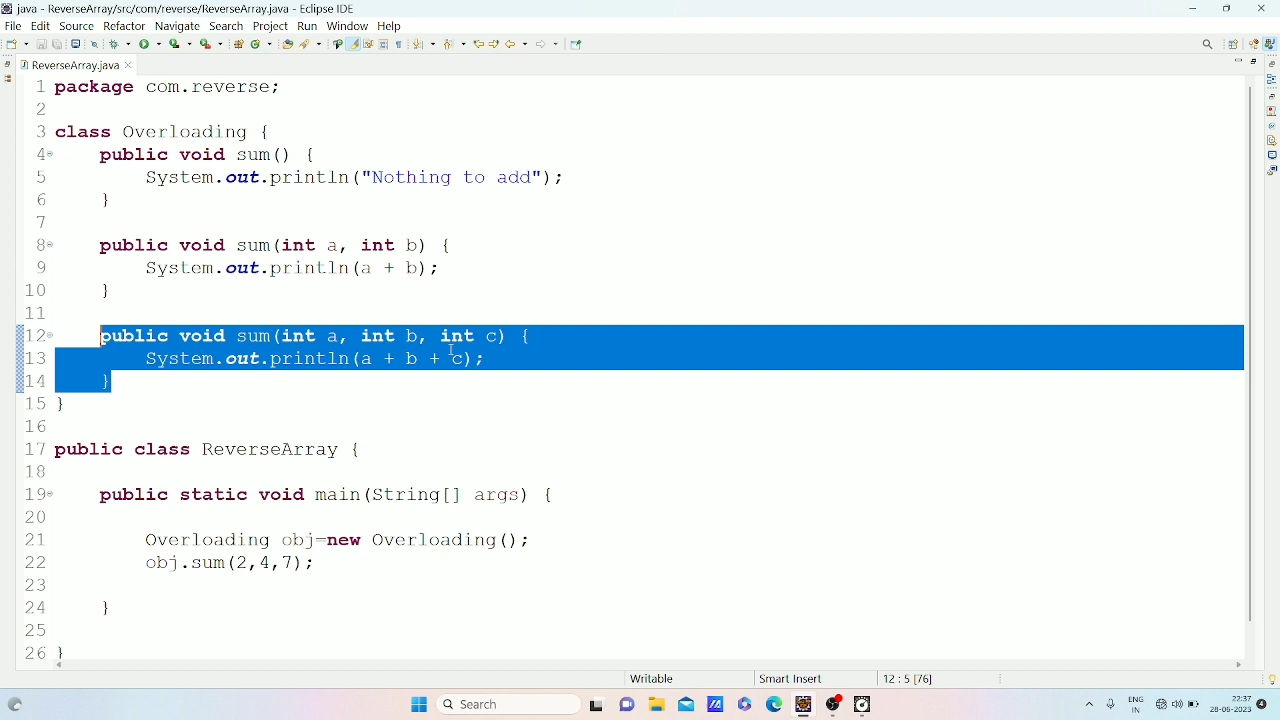 java - ReverseArray/src/com/reverse/ReverseArray.java - Eclipse IDE
File Edit Source Refactor Navigate Search Project Run Window Help
ReverseArray.java
1 package com.reverse;
2
3 class Overloading {
4 public void sum() {
5 System.out.println("Nothing to add");
6 }
7
8 public void sum(int a, int b) {
9 System.out.println(a + b);
10 }
11
12 public void sum(int a, int b, int c) {
13 System.out.println(a + b + c);
14 }
15 }
16
17 public class ReverseArray {
18
19 public static void main(String[] args) {
20
21 Overloading obj=new Overloading();
22 obj.sum(2,4,7);
23
24 }
25
26 }
Writable Smart Insert 12 : 5 [76]
Search ENG 22:37
IN 28-06-2023 4